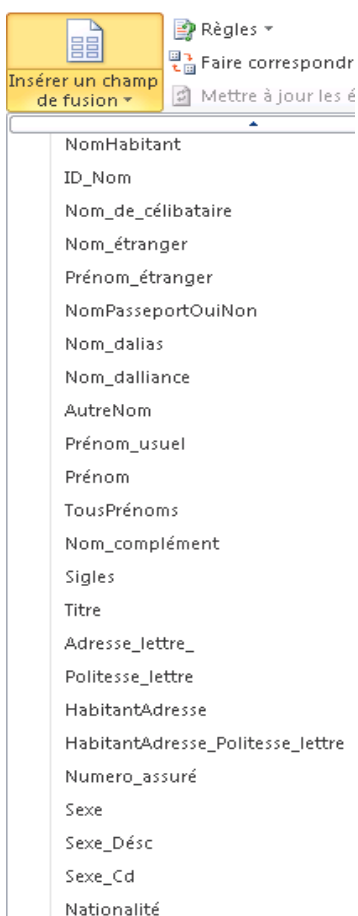 Insérer un champ
de fusion
Règles
Faire correspondr
Mettre à jour les é
NomHabitant
ID_Nom
Nom_de_célibataire
Nom_étranger
Prénom_étranger
NomPasseportOuiNon
Nom_dalias
Nom_dalliance
AutreNom
Prénom_usuel
Prénom
TousPrénoms
Nom_complément
Sigles
Titre
Adresse_lettre_
Politesse_lettre
HabitantAdresse
HabitantAdresse_Politesse_lettre
Numero_assuré
Sexe
Sexe_Désc
Sexe_Cd
Nationalité